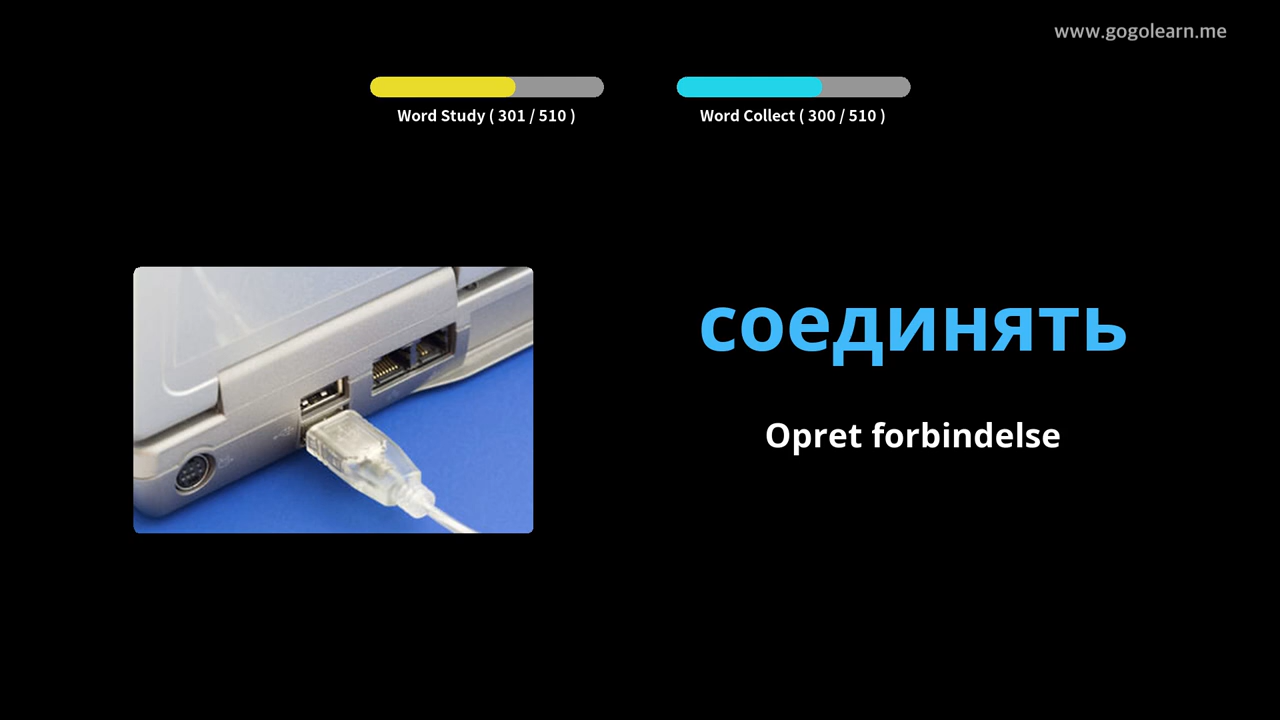 www.gogolearn.me
Word Study ( 301 / 510 )
Word Collect ( 300 / 510 )
соединять
Opret forbindelse